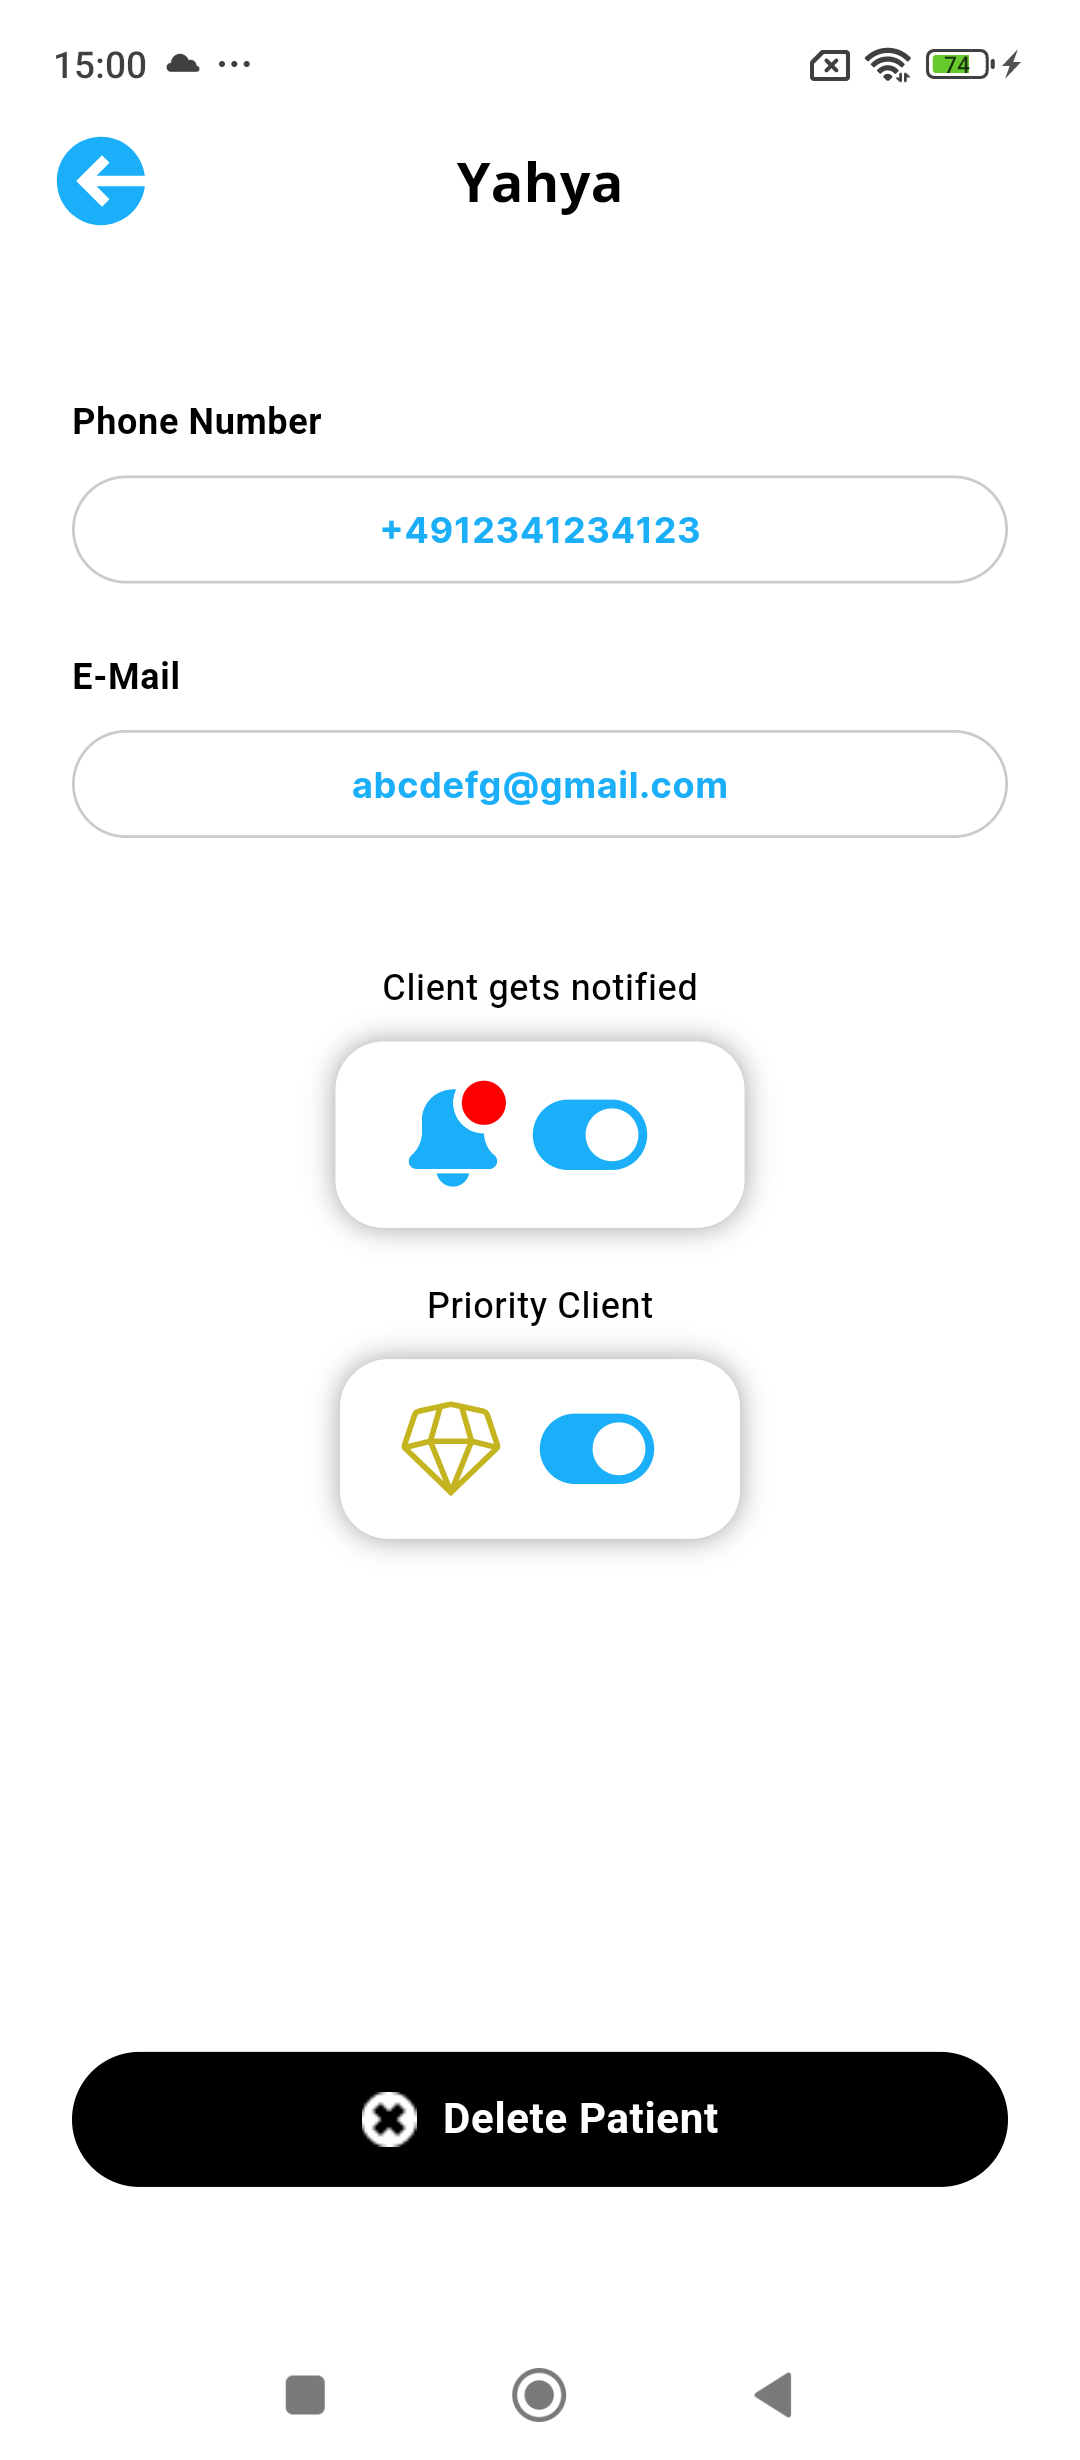 15:00
74
Yahya
Phone Number
+4912341234123
E-Mail
abcdefg@gmail.com
Client gets notified
Priority Client
Delete Patient